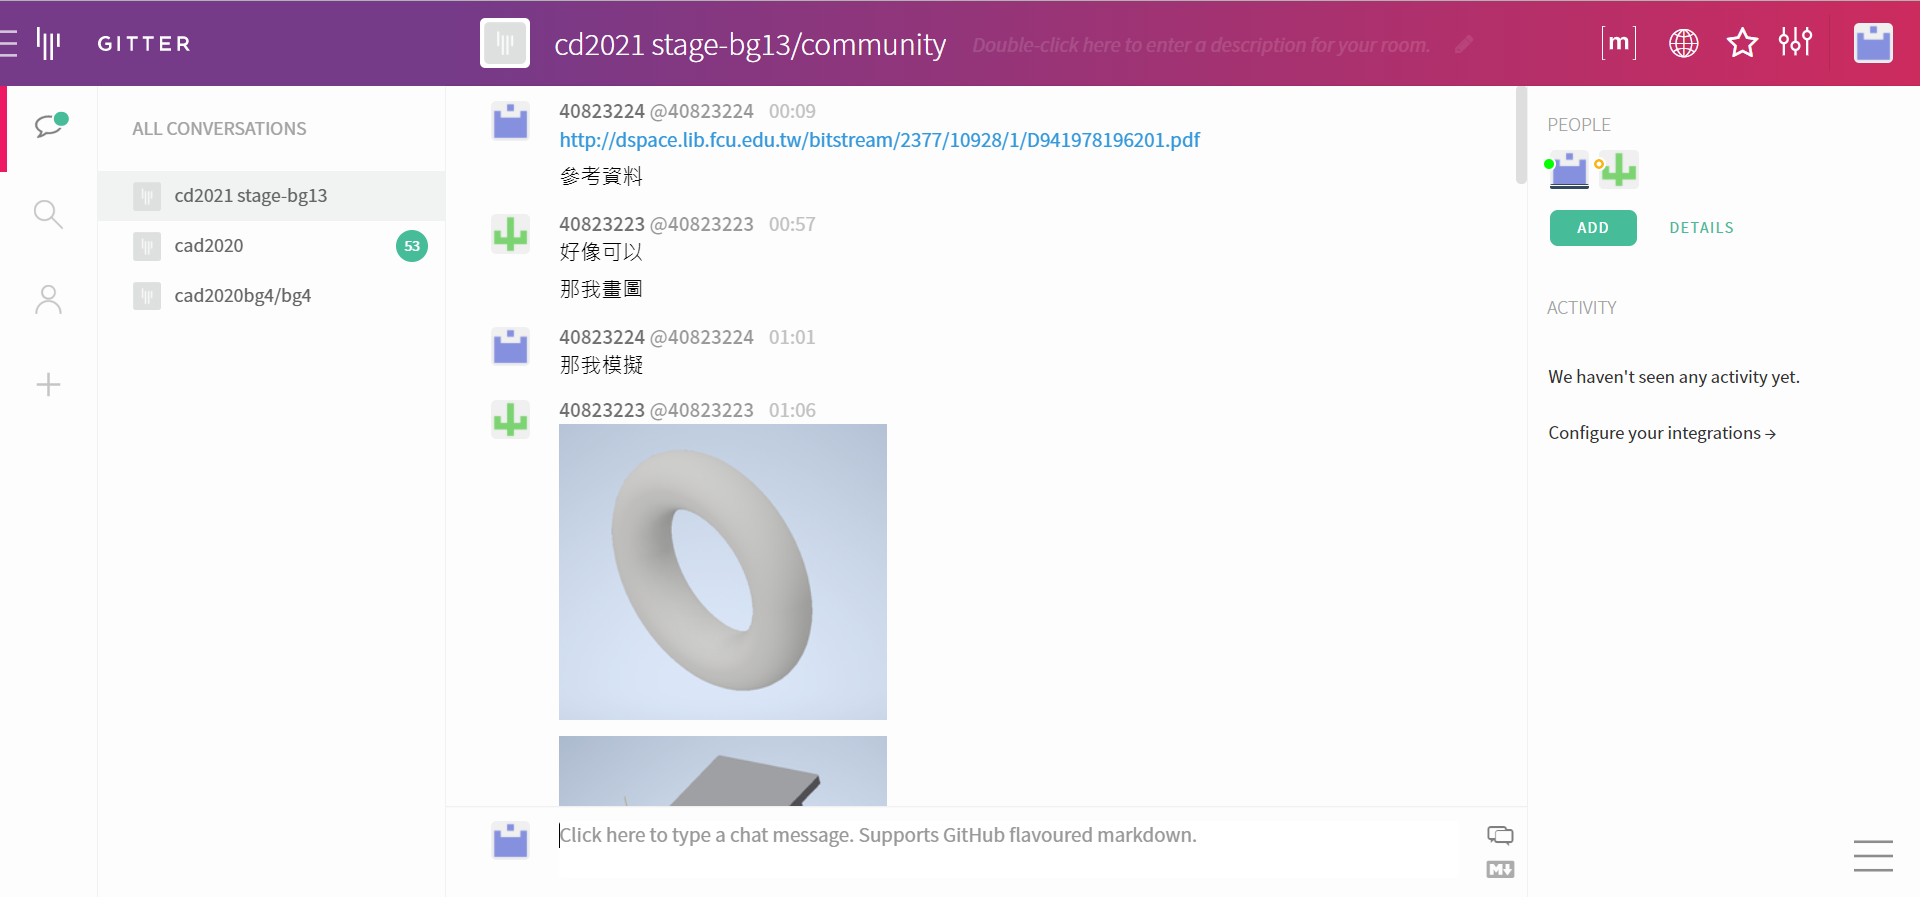 GITTER
cd2021 stage-bg13/community
Double-click here to enter a description for your room.
[m]
ALL CONVERSATIONS
cd2021 stage-bg13
cad2020
53
cad2020bg4/bg4
40823224 @40823224 00:09
http://dspace.lib.fcu.edu.tw/bitstream/2377/10928/1/D941978196201.pdf
參考資料
40823223 @40823223 00:57
好像可以
那我畫圖
40823224 @40823224 01:01
那我模擬
40823223 @40823223 01:06
Click here to type a chat message. Supports GitHub flavoured markdown.
M
PEOPLE
ADD
DETAILS
ACTIVITY
We haven't seen any activity yet.
Configure your integrations →